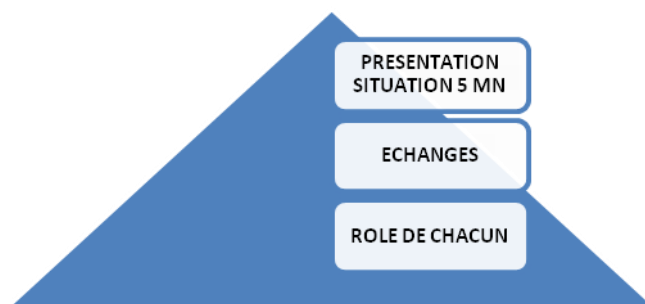 PRESENTATION
SITUATION 5 MN
ECHANGES
ROLE DE CHACUN